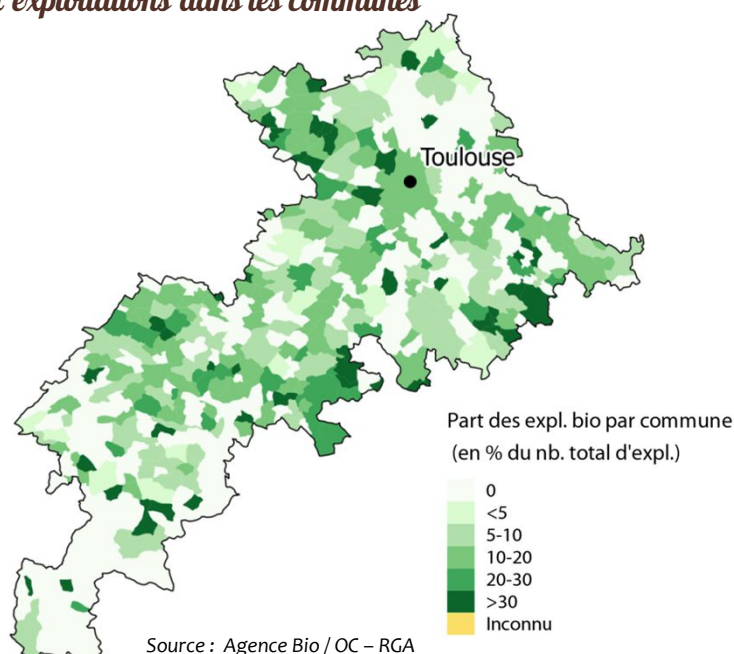 exploitations dans les communes
Toulouse
Part des expl. bio par commune
(en % du nb. total d'expl.)
0
<5
5-10
10-20
20-30
>30
Inconnu
Source : Agence Bio / OC – RGA